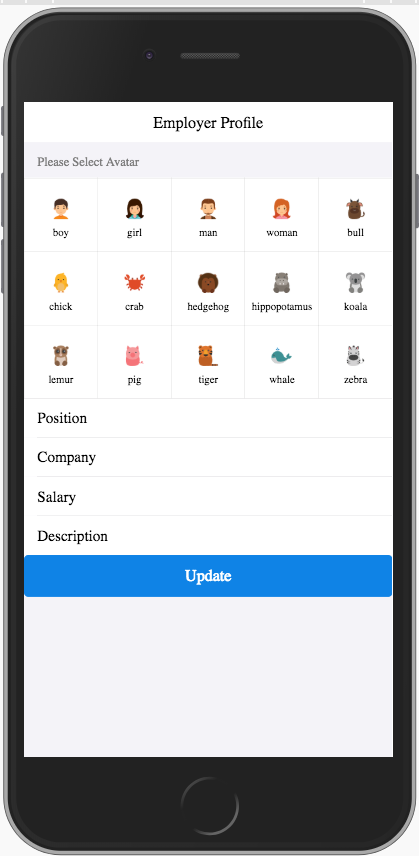 Employer Profile
Please Select Avatar
boy girl man woman bull
chick crab hedgehog hippopotamus koala
lemur pig tiger whale zebra
Position
Company
Salary
Description
Update